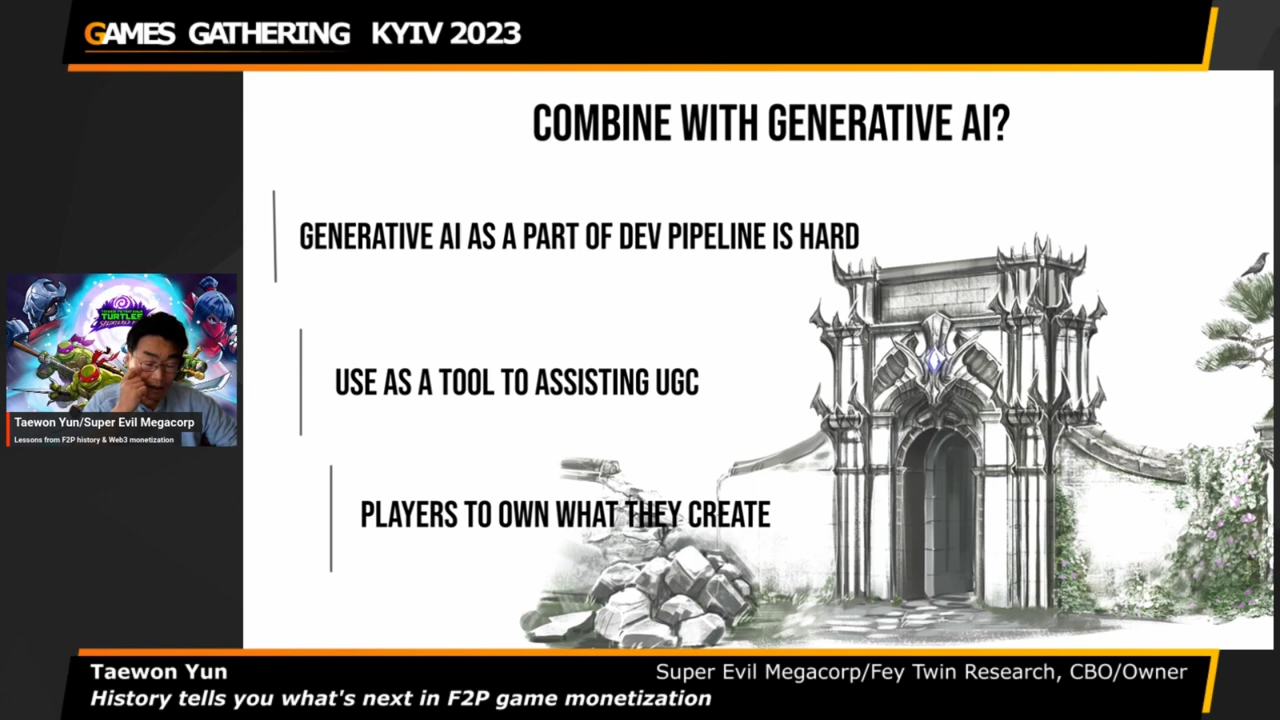 GAMES GATHERING KYIV 2023
COMBINE WITH GENERATIVE AI?
GENERATIVE AI AS A PART OF DEV PIPELINE IS HARD
USE AS A TOOL TO ASSISTING UGC
PLAYERS TO OWN WHAT THEY CREATE
TURTLES
Taewon Yun/Super Evil Megacorp
Lessons from F2P history & Web3 monetization
Taewon Yun
Super Evil Megacorp/Fey Twin Research, CBO/Owner
History tells you what's next in F2P game monetization